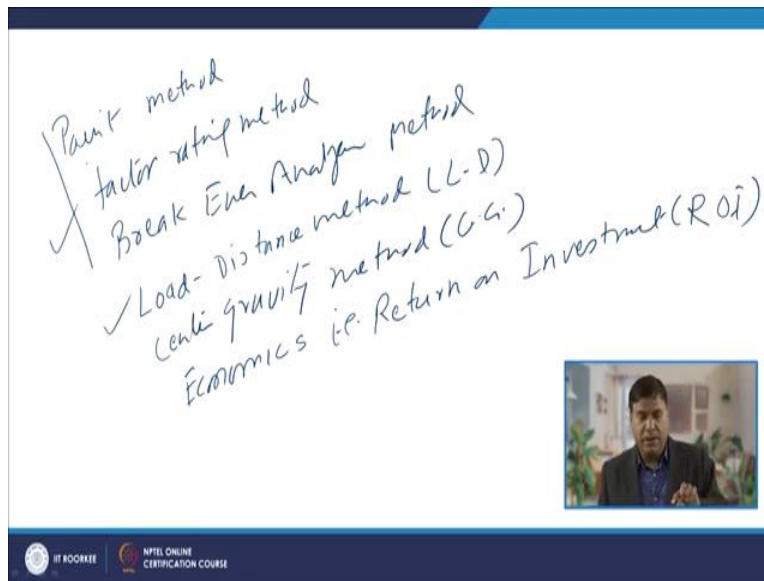 Point method
factor rating method
Break Even Analysis method
Load-Distance method (L-D)
Centre gravity method (C.G.)
Economics i.e. Return on Investment (ROI)
IIT ROORKEE
NPTEL ONLINE
CERTIFICATION COURSE